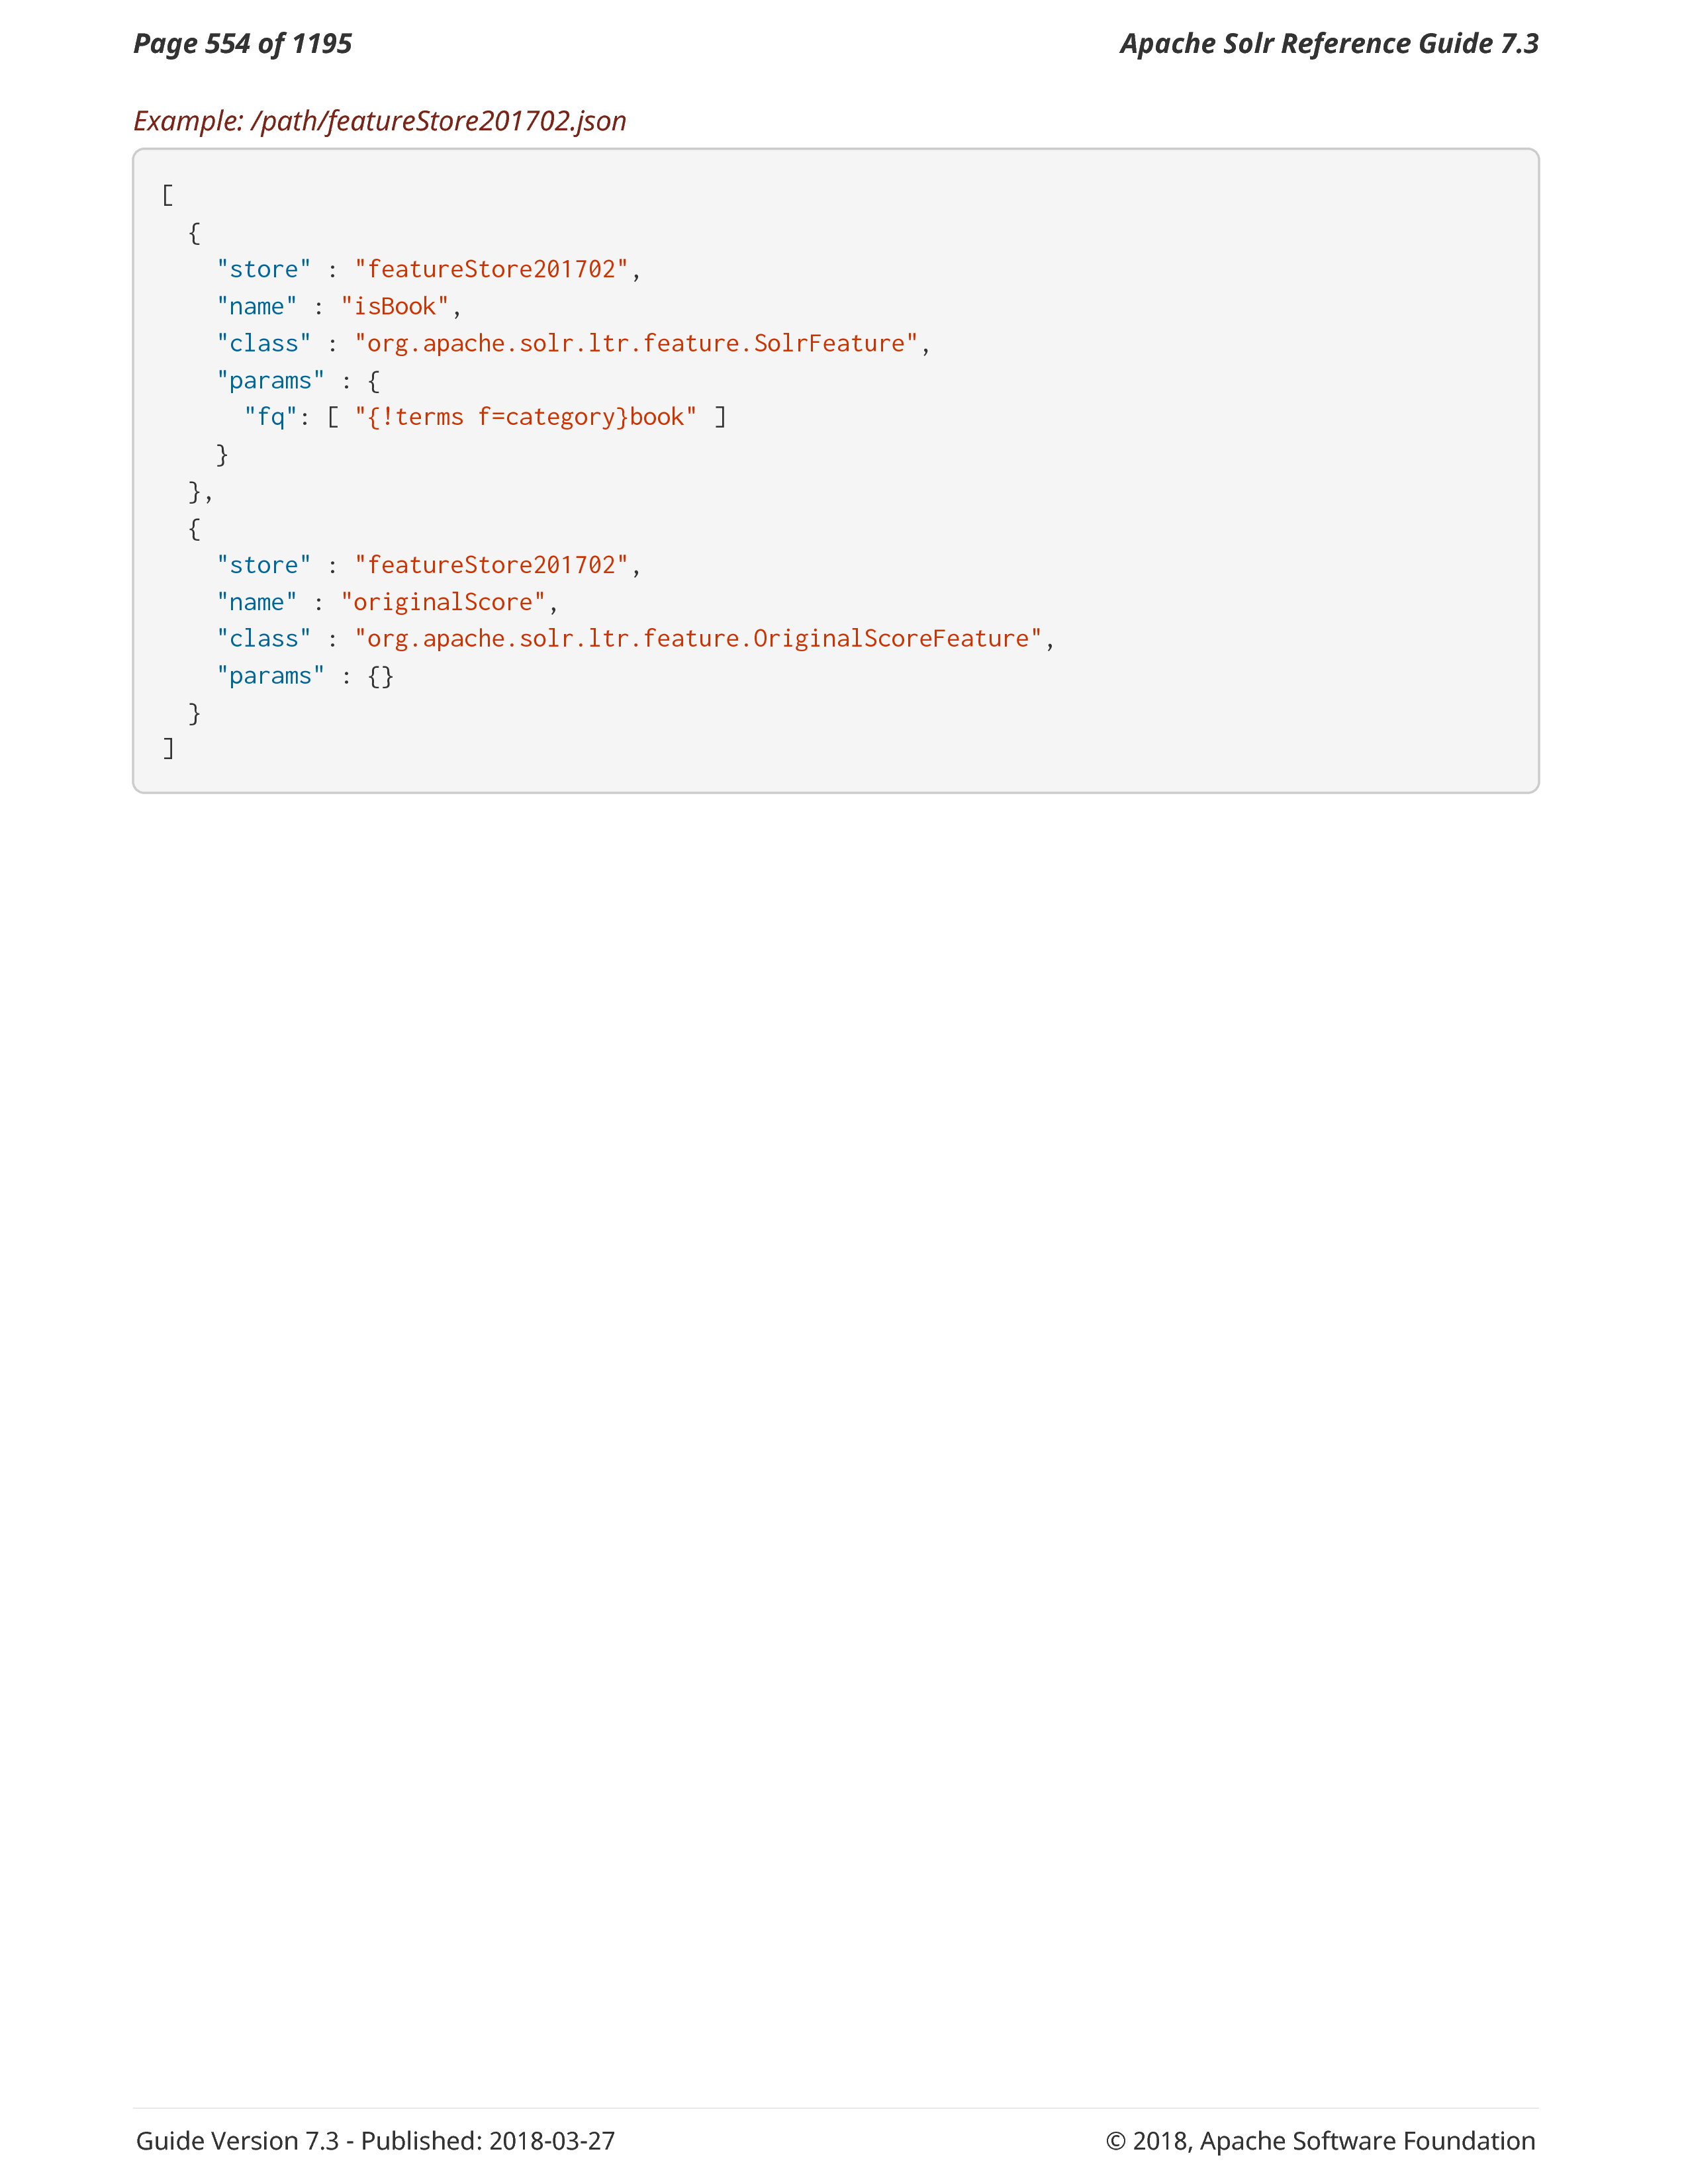 Page 554 of 1195
Apache Solr Reference Guide 7.3
Example: /path/featureStore201702.json
[
  {
    "store" : "featureStore201702",
    "name" : "isBook",
    "class" : "org.apache.solr.ltr.feature.SolrFeature",
    "params" : {
      "fq": [ "{!terms f=category}book" ]
    }
  },
  {
    "store" : "featureStore201702",
    "name" : "originalScore",
    "class" : "org.apache.solr.ltr.feature.OriginalScoreFeature",
    "params" : {}
  }
]
Guide Version 7.3 - Published: 2018-03-27
© 2018, Apache Software Foundation